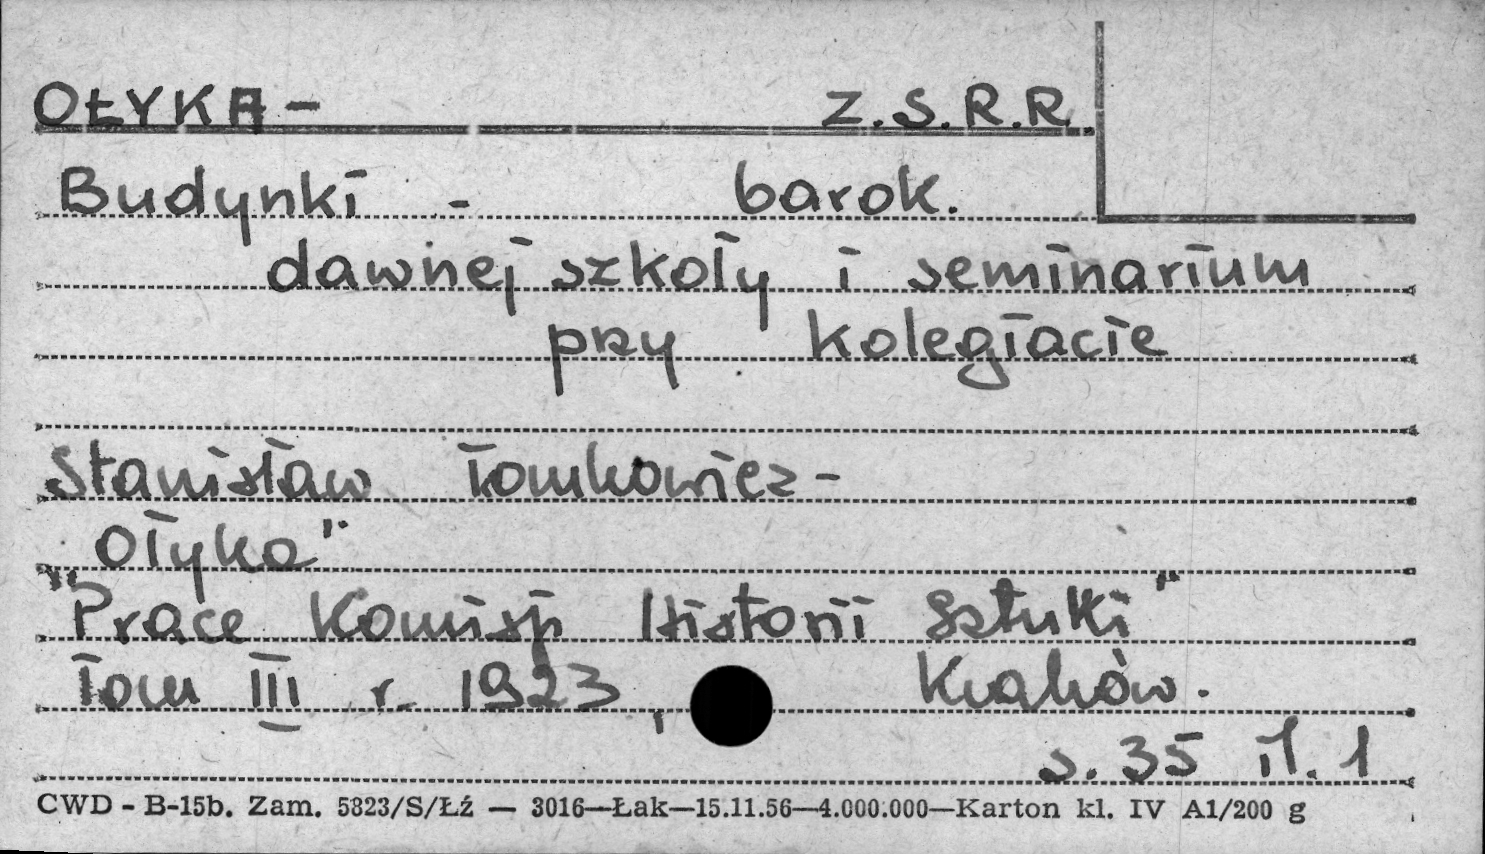 OŁYKA – Z.S.R.R.
Budynki - barok.
dawnej szkoły i seminarium
przy kolegiacie
Stanisław Tomkowicz -
„Ołyka"
"Prace Komisji Historii Sztuki"
Tom III r. 1923, Kraków.
s. 35 il. 1
CWD - B-15b. Zam. 5823/S/Łź — 3016—Łak—15.11.56—4.000.000—Karton kl. IV A1/200 g